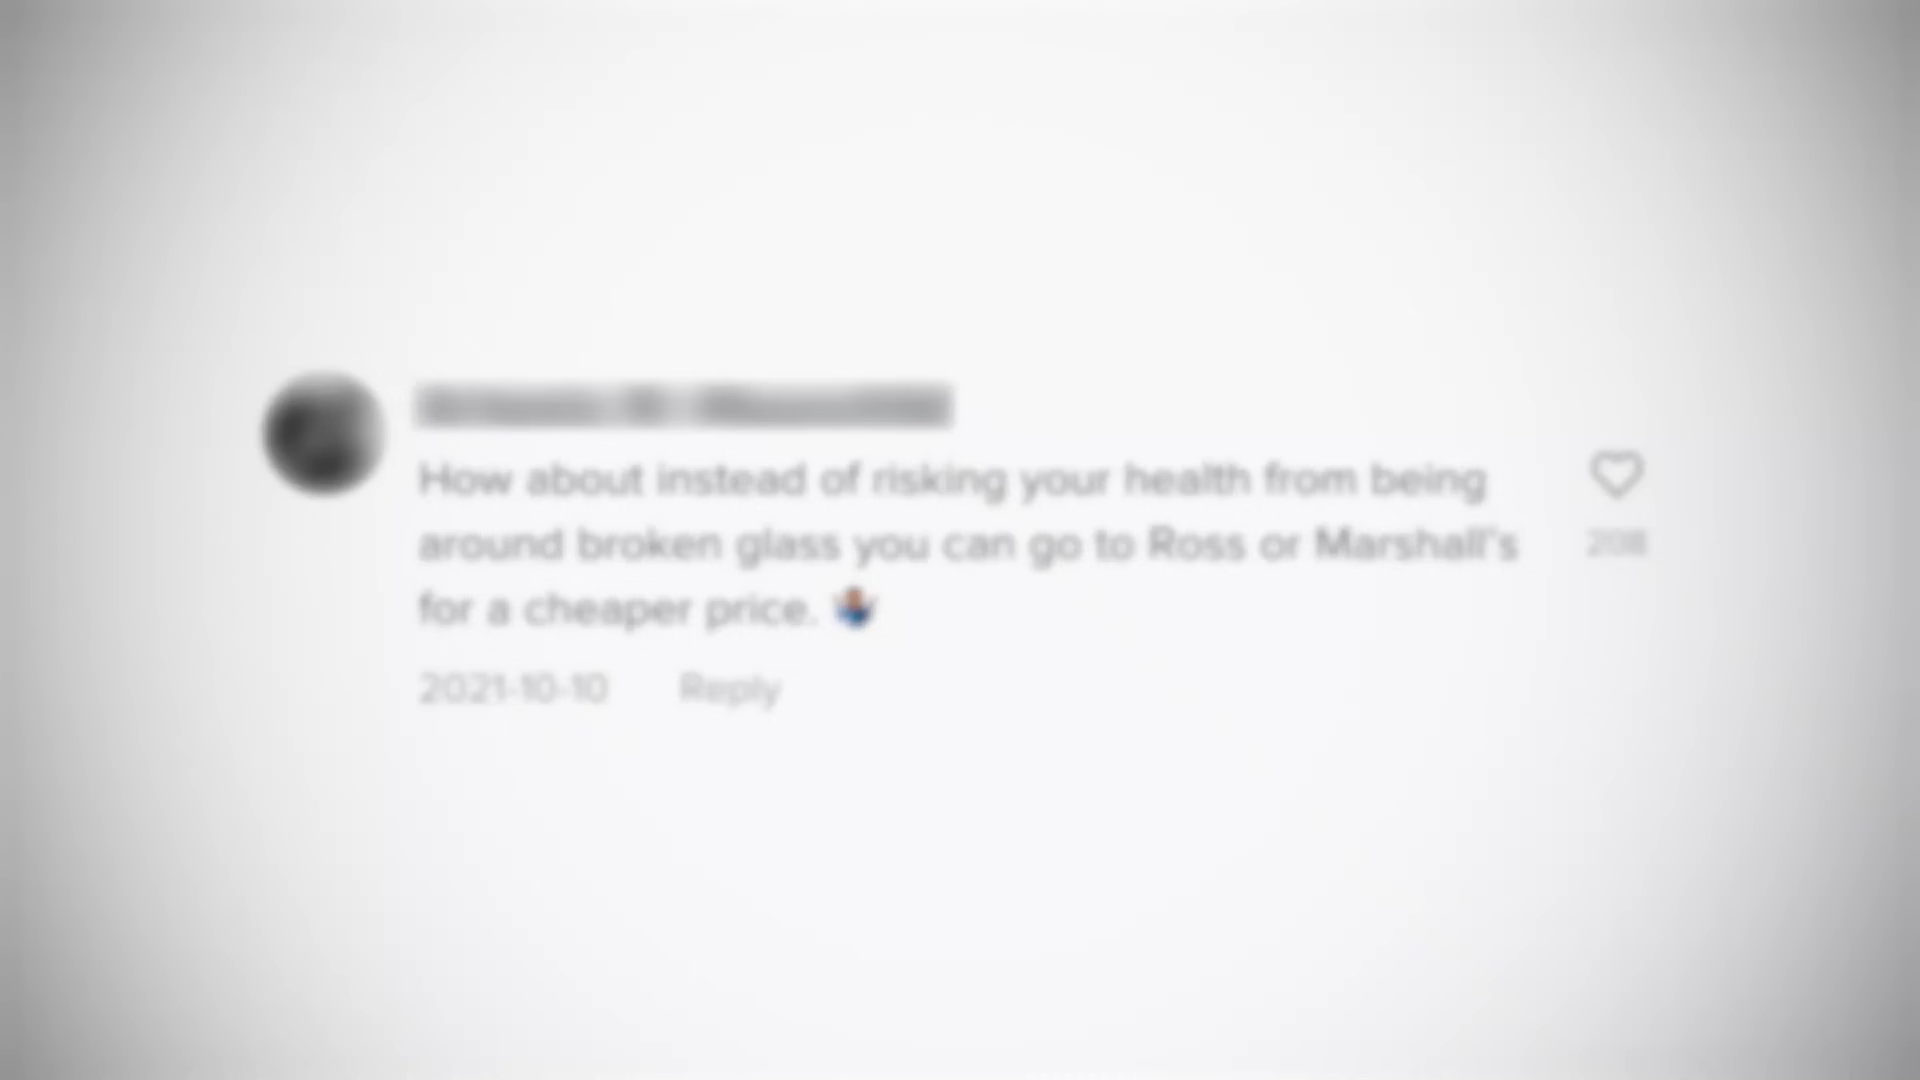 How about instead of risking your health from being
around broken glass you can go to Ross or Marshall's
208
for a cheaper price. 🤷🏽‍♂️
2021-10-10 Reply